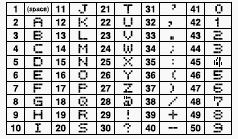 1 (space) 11 J 21 T 31 ' 41 0
2 A 12 K 22 U 32 , 42 1
3 B 13 L 23 V 33 . 43 2
4 C 14 M 24 W 34 ; 44 3
5 D 15 N 25 X 35 : 45 4
6 E 16 O 26 Y 36 ( 46 5
7 F 17 P 27 Z 37 ) 47 6
8 G 18 Q 28 38 / 48 7
9 H 19 R 29 ! 39 + 49 8
10 I 20 S 30 ? 40 -- 50 9